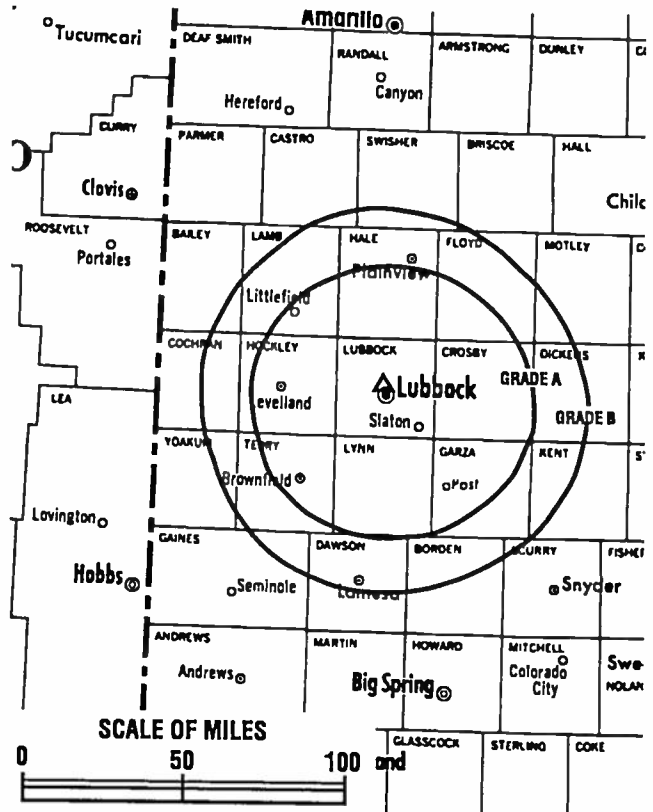 Amarillo
Tucumcari
DEAF SMITH
RANDALL
ARMSTRONG
DONLEY
Canyon
Hereford
CURRY
PARMER
CASTRO
SWISHER
BRISCOE
HALL
Clovis
Chilc
ROOSEVELT
BAILEY
LAMB
HALE
FLOYD
MOTLEY
Portales
Plainview
Littlefield
COCHRAN
HOCKLEY
LUBBOCK
CROSBY
DICKENS
GRADE A
LEA
evelland
Lubbock
GRADE B
Slaton
YOAKUM
TERRY
LYNN
GARZA
KENT
Brownfield
Post
Lovington
GAINES
DAWSON
BORDEN
SCURRY
FISHER
Hobbs
Seminole
Lamesa
Snyder
ANDREWS
MARTIN
HOWARD
MITCHELL
Swe
Andrews
Big Spring
Colorado
City
NOLAN
SCALE OF MILES
0 50 100 and
GLASSCOCK
STERLING
COKE